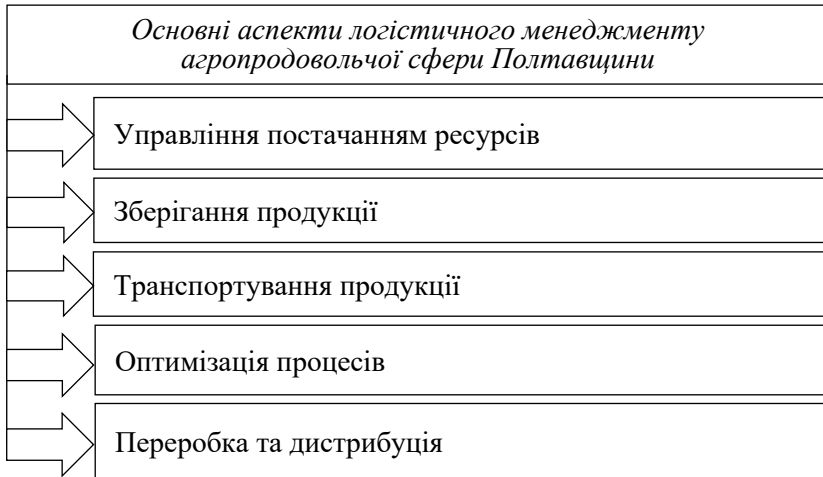 Основні аспекти логістичного менеджменту
агропродовольчої сфери Полтавщини
Управління постачанням ресурсів
Зберігання продукції
Транспортування продукції
Оптимізація процесів
Переробка та дистрибуція